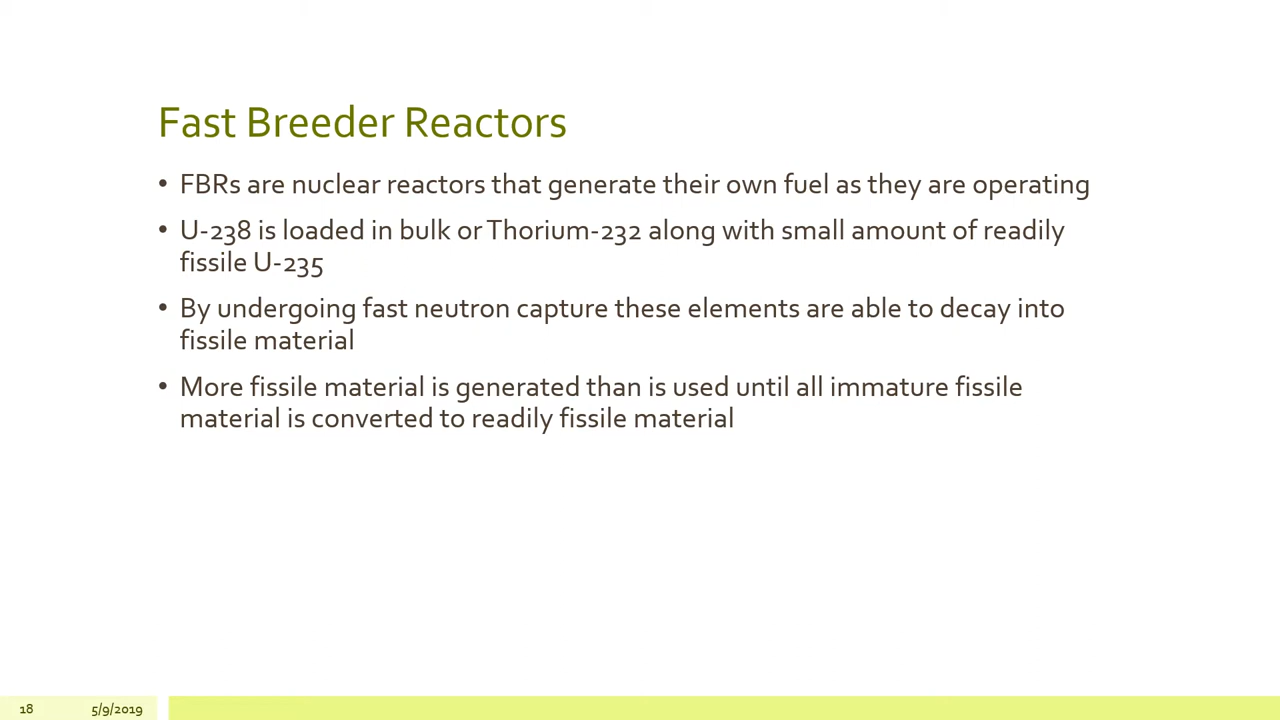 Fast Breeder Reactors
• FBRs are nuclear reactors that generate their own fuel as they are operating
• U-238 is loaded in bulk or Thorium-232 along with small amount of readily
fissile U-235
• By undergoing fast neutron capture these elements are able to decay into
fissile material
• More fissile material is generated than is used until all immature fissile
material is converted to readily fissile material
18 5/9/2019